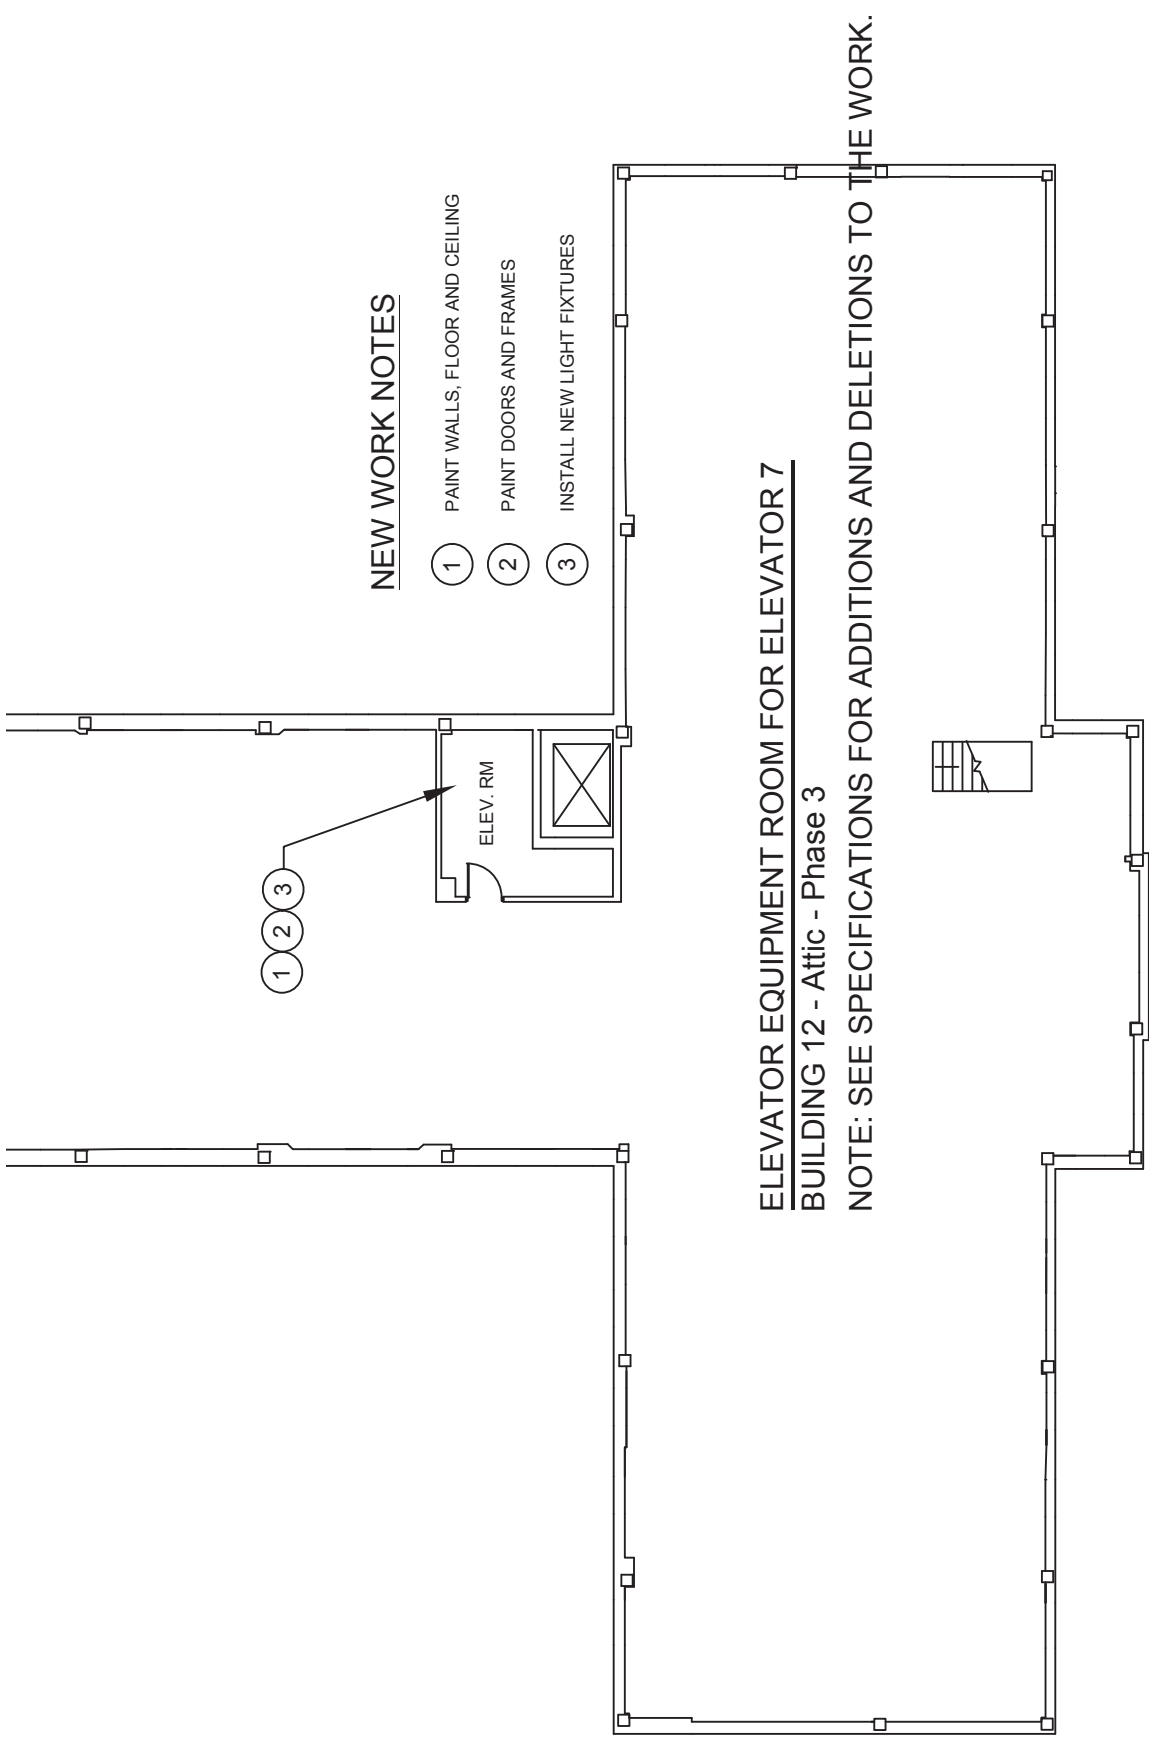 1 2 3
ELEV. RM
NEW WORK NOTES
1 PAINT WALLS, FLOOR AND CEILING
2 PAINT DOORS AND FRAMES
3 INSTALL NEW LIGHT FIXTURES
ELEVATOR EQUIPMENT ROOM FOR ELEVATOR 7
BUILDING 12 - Attic - Phase 3
NOTE: SEE SPECIFICATIONS FOR ADDITIONS AND DELETIONS TO THE WORK.